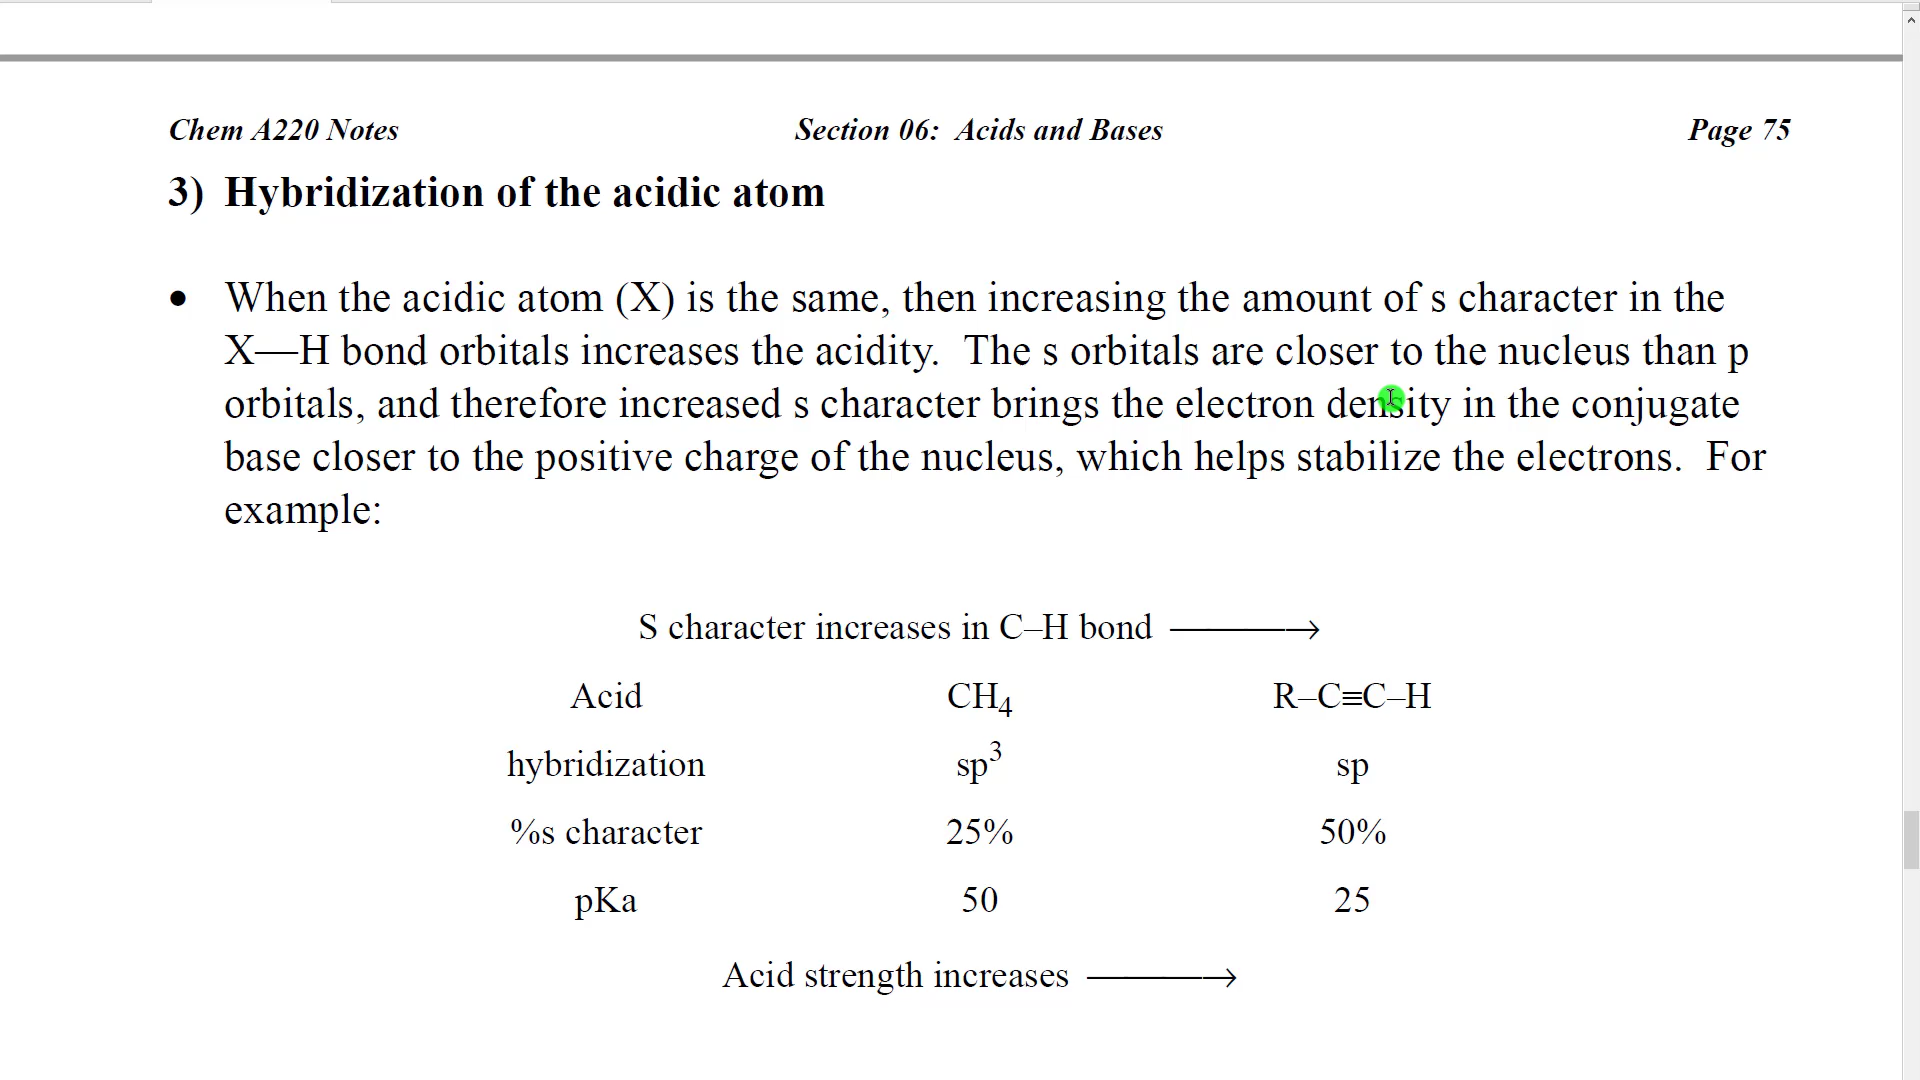 Chem A220 Notes Section 06: Acids and Bases Page 75
3) Hybridization of the acidic atom
• When the acidic atom (X) is the same, then increasing the amount of s character in the
X—H bond orbitals increases the acidity. The s orbitals are closer to the nucleus than p
orbitals, and therefore increased s character brings the electron density in the conjugate
base closer to the positive charge of the nucleus, which helps stabilize the electrons. For
example:
S character increases in C–H bond ⟶
Acid CH₄ R–C≡C–H
hybridization sp³ sp
%s character 25% 50%
pKa 50 25
Acid strength increases ⟶